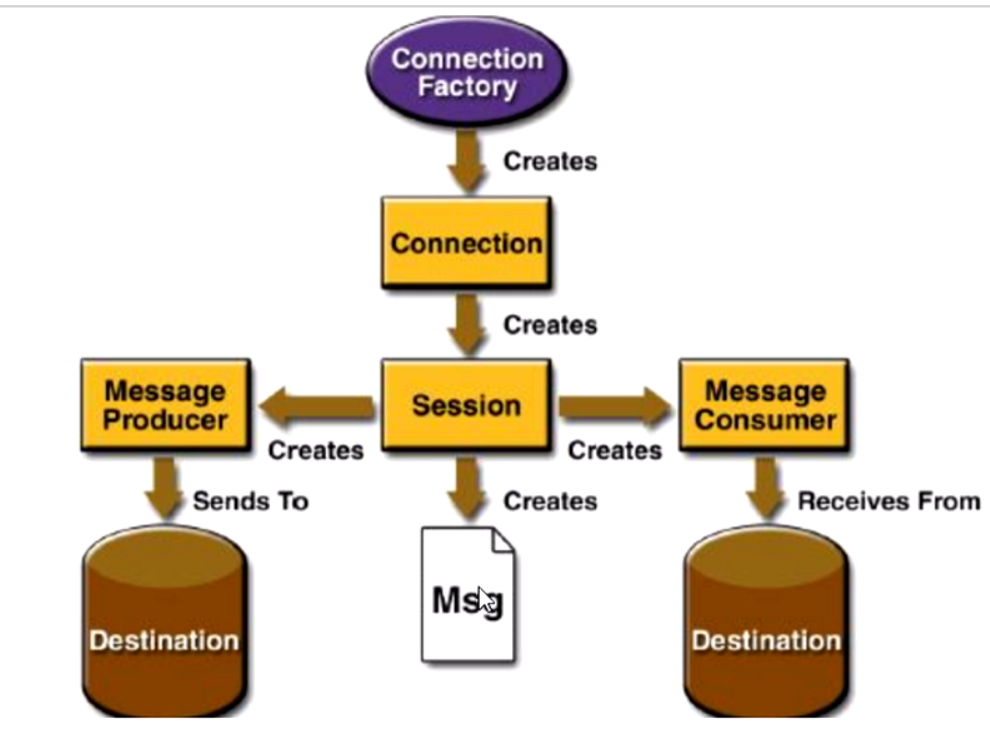 Connection
Factory
Creates
Connection
Creates
Message
Producer
Session
Message
Consumer
Creates
Creates
Sends To
Creates
Receives From
Msg
Destination
Destination